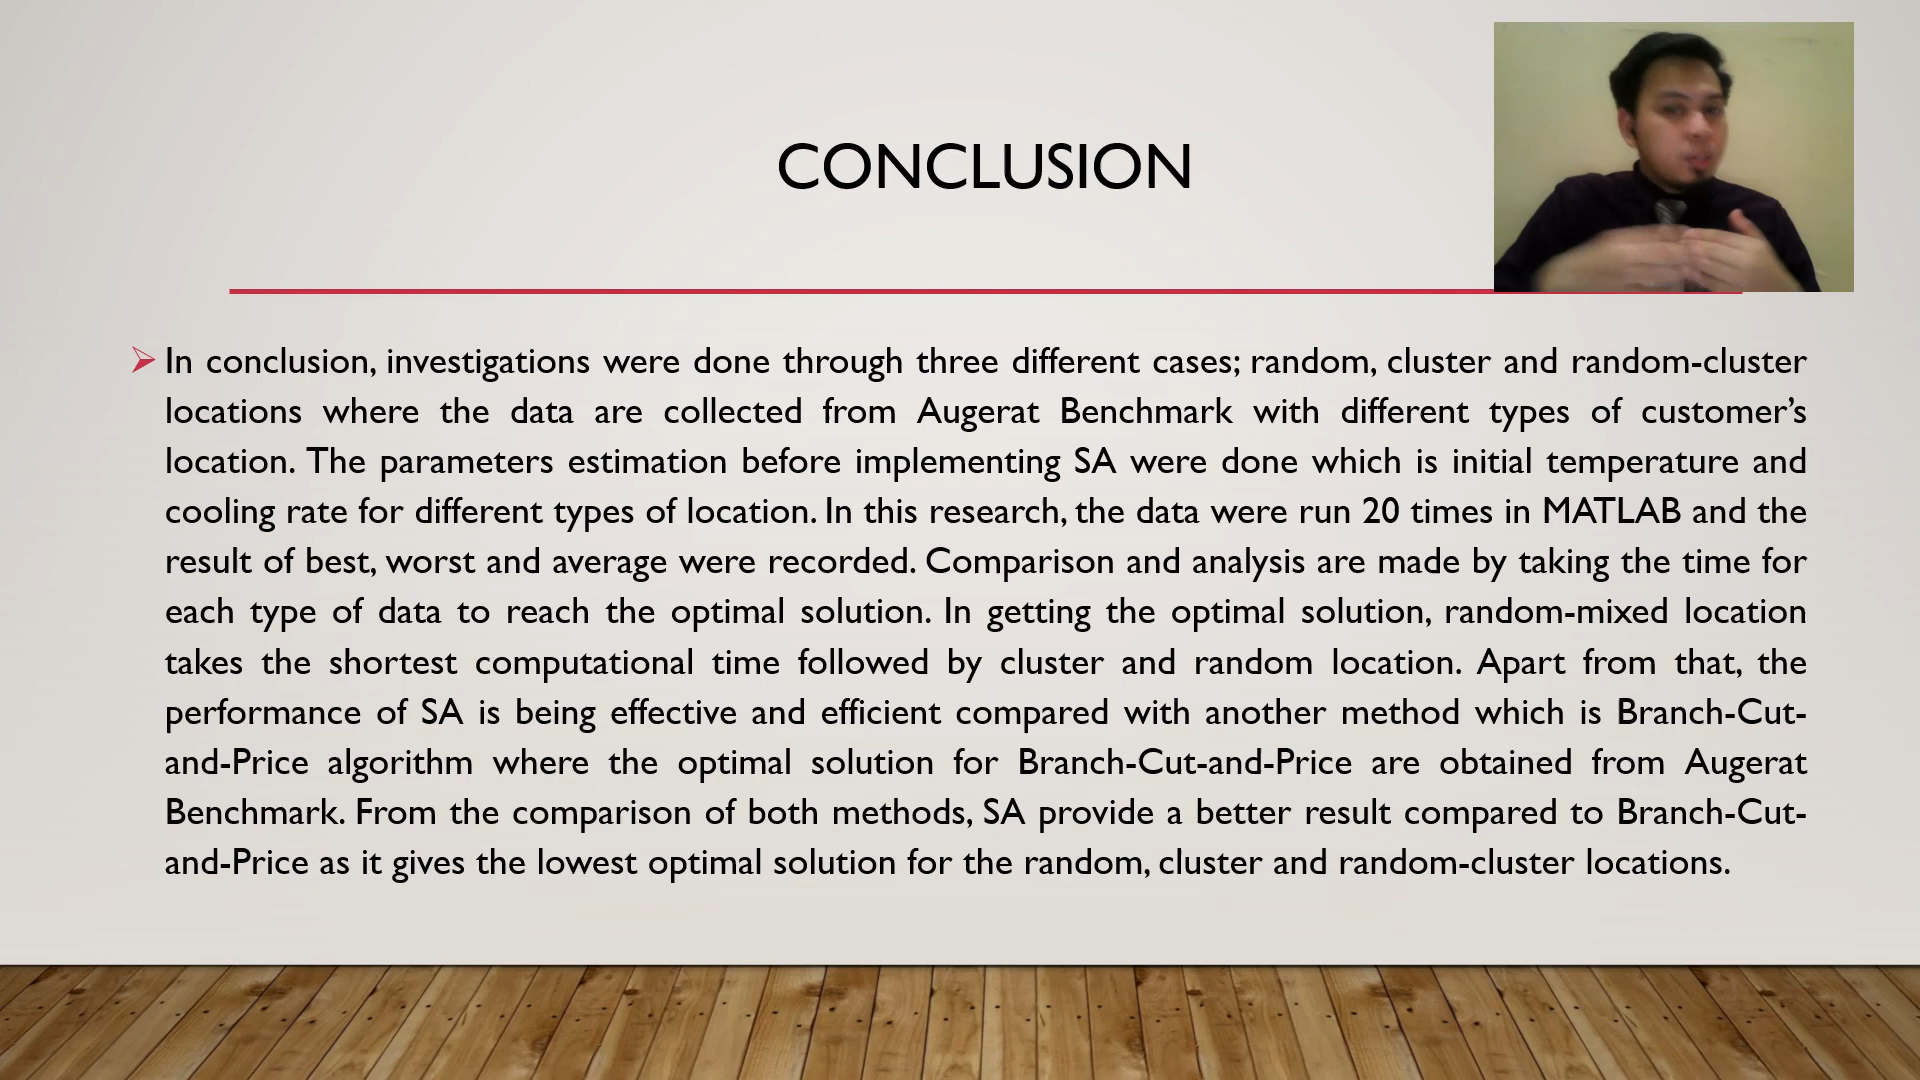 CONCLUSION
In conclusion, investigations were done through three different cases; random, cluster and random-cluster
locations where the data are collected from Augerat Benchmark with different types of customer’s
location. The parameters estimation before implementing SA were done which is initial temperature and
cooling rate for different types of location. In this research, the data were run 20 times in MATLAB and the
result of best, worst and average were recorded. Comparison and analysis are made by taking the time for
each type of data to reach the optimal solution. In getting the optimal solution, random-mixed location
takes the shortest computational time followed by cluster and random location. Apart from that, the
performance of SA is being effective and efficient compared with another method which is Branch-Cut-
and-Price algorithm where the optimal solution for Branch-Cut-and-Price are obtained from Augerat
Benchmark. From the comparison of both methods, SA provide a better result compared to Branch-Cut-
and-Price as it gives the lowest optimal solution for the random, cluster and random-cluster locations.